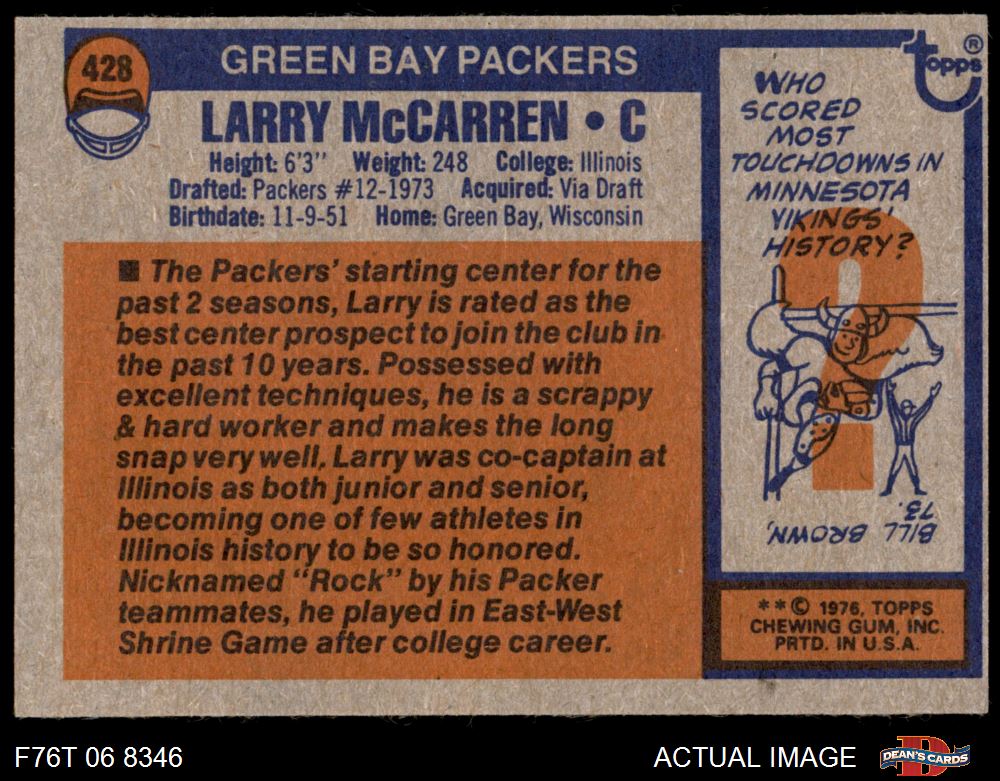 428
GREEN BAY PACKERS
LARRY McCARREN • C
Height: 6'3" Weight: 248 College: Illinois
Drafted: Packers #12-1973 Acquired: Via Draft
Birthdate: 11-9-51 Home: Green Bay, Wisconsin
■ The Packers' starting center for the
past 2 seasons, Larry is rated as the
best center prospect to join the club in
the past 10 years. Possessed with
excellent techniques, he is a scrappy
& hard worker and makes the long
snap very well. Larry was co-captain at
Illinois as both junior and senior,
becoming one of few athletes in
Illinois history to be so honored.
Nicknamed "Rock" by his Packer
teammates, he played in East-West
Shrine Game after college career.
topps®
WHO
SCORED
MOST
TOUCHDOWNS IN
MINNESOTA
VIKINGS'
HISTORY?
?
BILL BROWN,
73.
**© 1976, TOPPS
CHEWING GUM, INC.
PRTD. IN U.S.A.
F76T 06 8346
ACTUAL IMAGE
D
DEAN'S CARDS